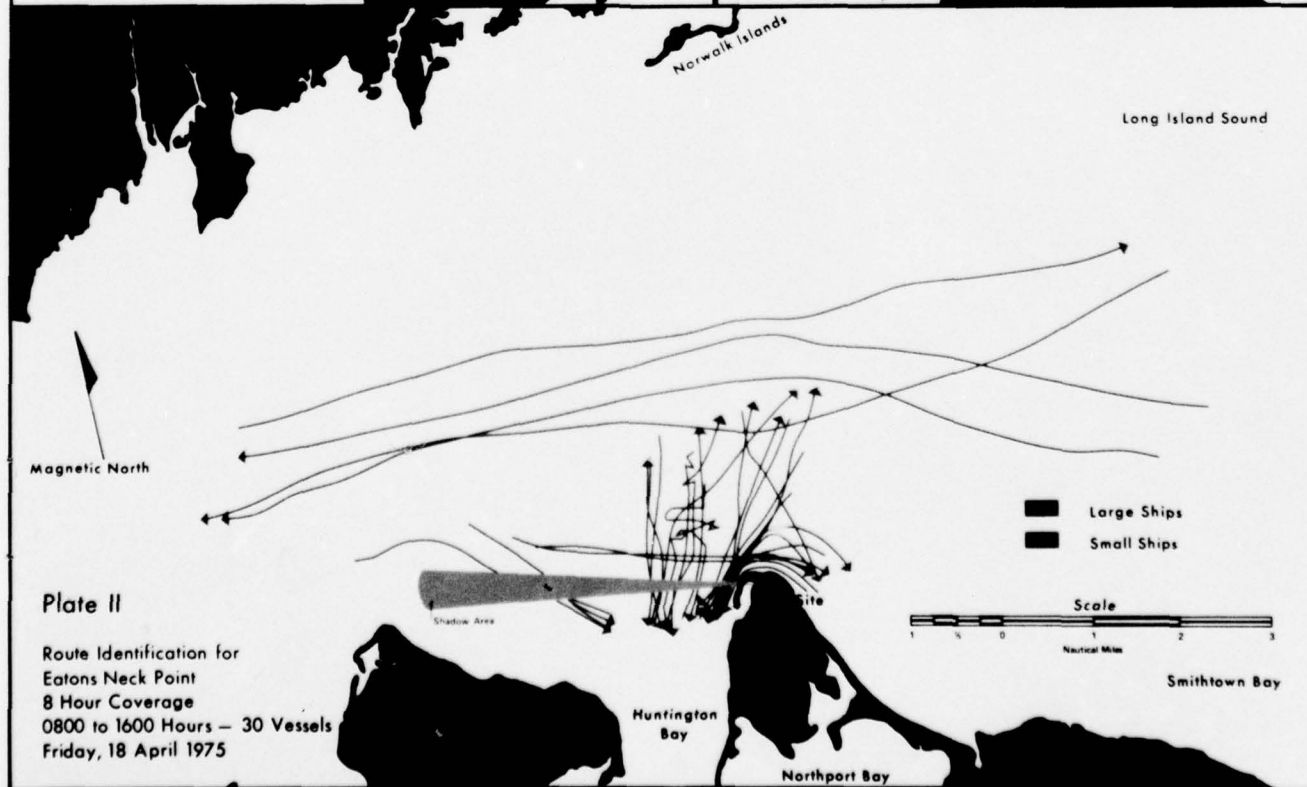 Norwalk Islands
Long Island Sound
Magnetic North
Large Ships
Small Ships
Site
Shadow Area
Scale
1 ½ 0 1 2 3
Nautical Miles
Plate II
Route Identification for
Eatons Neck Point
8 Hour Coverage
0800 to 1600 Hours – 30 Vessels
Friday, 18 April 1975
Smithtown Bay
Huntington
Bay
Northport Bay